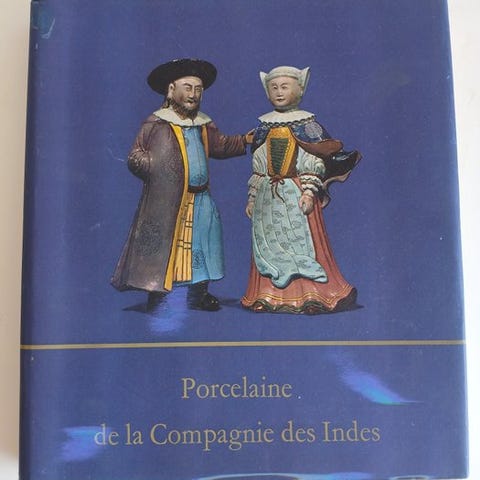 Porcelaine
de la Compagnie des Indes